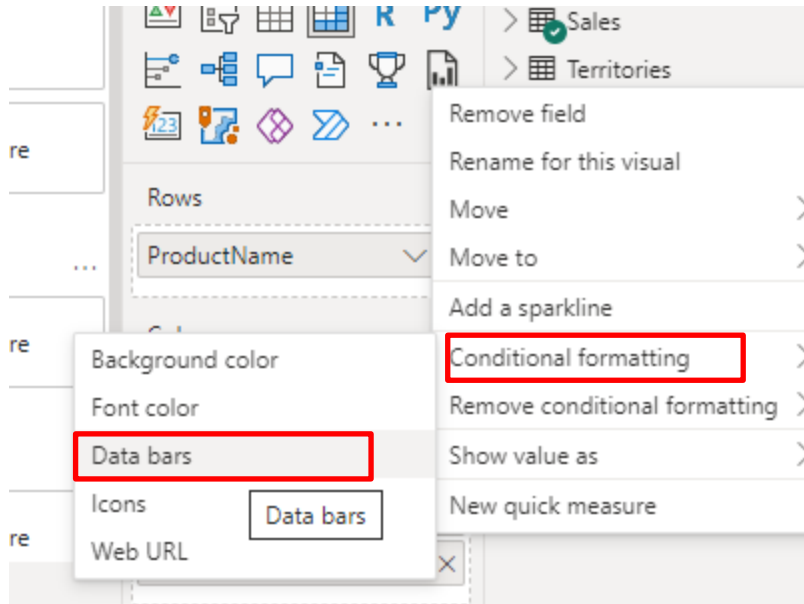 R Py
Sales
Territories
123
re
Rows
ProductName
...
re
re
Remove field
Rename for this visual
Move
Move to
Add a sparkline
Conditional formatting
Remove conditional formatting
Show value as
New quick measure
Background color
Font color
Data bars
Icons
Web URL
Data bars